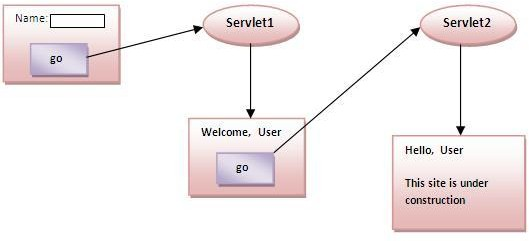 Name:
go
Servlet1
Welcome, User
go
Servlet2
Hello, User
This site is under
construction